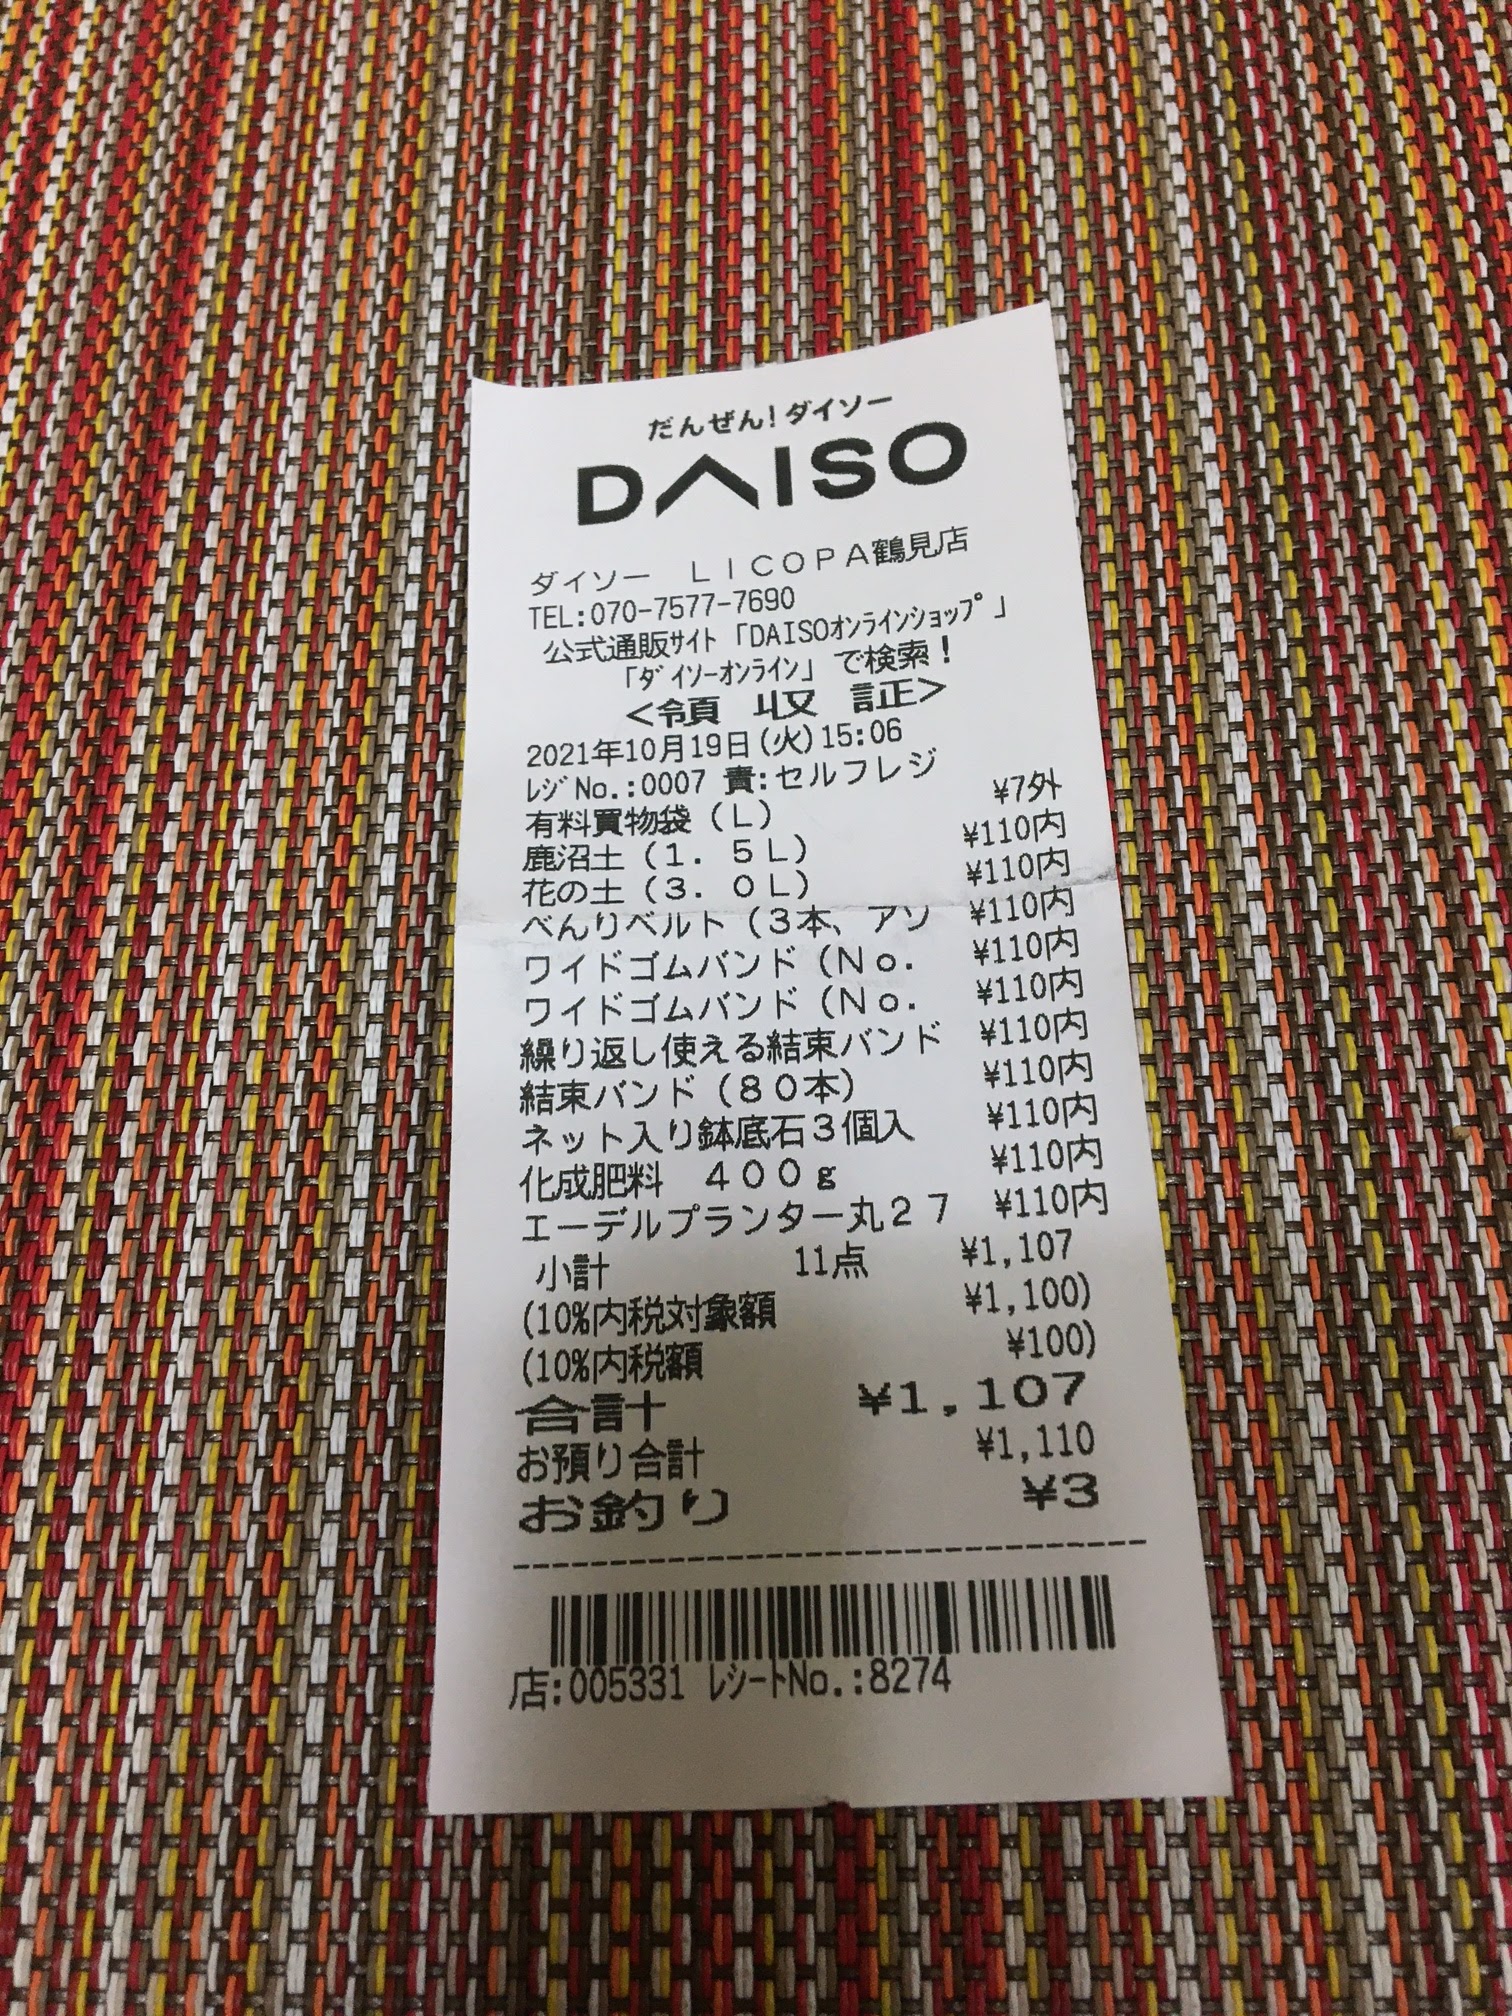 だんぜん!ダイソー
DAISO
ダイソー　ＬＩＣＯＰＡ鶴見店
TEL:070-7577-7690
公式通販ｻｲﾄ「DAISOｵﾝﾗｲﾝｼｮｯﾌﾟ」
「ﾀﾞｲｿｰｵﾝﾗｲﾝ」で検索!
<領 収 証>
2021年10月19日(火)15:06
ﾚｼﾞNo.:0007 責:セルフレジ
有料買物袋（Ｌ） ¥7外
鹿沼土（１．５Ｌ） ¥110内
花の土（３．０Ｌ） ¥110内
べんりベルト（３本、アソ ¥110内
ワイドゴムバンド（Ｎｏ． ¥110内
ワイドゴムバンド（Ｎｏ． ¥110内
繰り返し使える結束バンド ¥110内
結束バンド（８０本） ¥110内
ネット入り鉢底石３個入 ¥110内
化成肥料　４００ｇ ¥110内
エーデルプランター丸２７ ¥110内
小計 11点 ¥1,107
(10%内税対象額 ¥1,100)
(10%内税額 ¥100)
合計 ¥1,107
お預り合計 ¥1,110
お釣り ¥3
店:005331 ﾚｼｰﾄNo.:8274